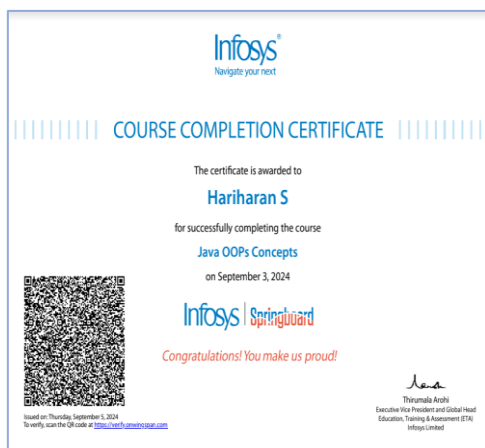 Infosys®
Navigate your next
COURSE COMPLETION CERTIFICATE
The certificate is awarded to
Hariharan S
for successfully completing the course
Java OOPs Concepts
on September 3, 2024
Infosys | Springboard
Congratulations! You make us proud!
Issued on: Thursday, September 5, 2024
To verify, scan the QR code at https://verify.onwingspan.com
Thirumala Arohi
Executive Vice President and Global Head
Education, Training & Assessment (ETA)
Infosys Limited